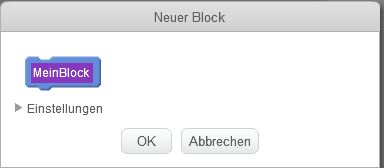 Neuer Block
MeinBlock
Einstellungen
OK
Abbrechen